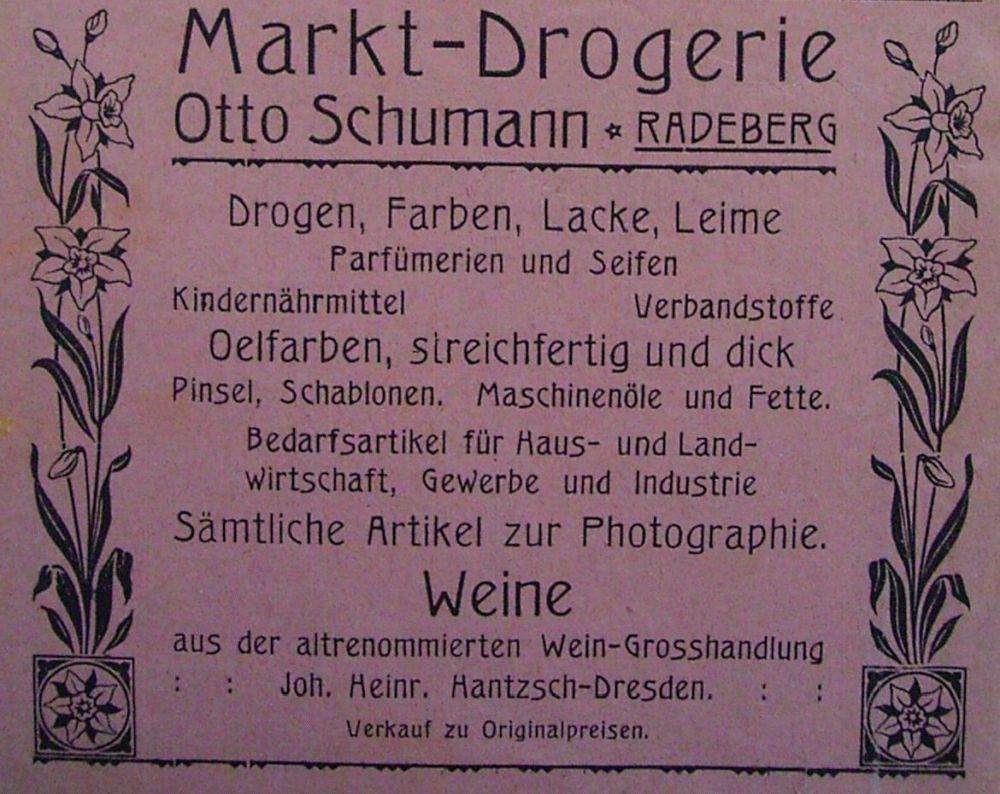 Markt-Drogerie
Otto Schumann * RADEBERG
Drogen, Farben, Lacke, Leime
Parfümerien und Seifen
Kindernährmittel Verbandstoffe
Oelfarben, streichfertig und dick
Pinsel, Schablonen. Maschinenöle und Fette.
Bedarfsartikel für Haus- und Land-
wirtschaft, Gewerbe und Industrie
Sämtliche Artikel zur Photographie.
Weine
aus der altrenommierten Wein-Grosshandlung
: : Joh. Heinr. Hantzsch-Dresden. : :
Verkauf zu Originalpreisen.